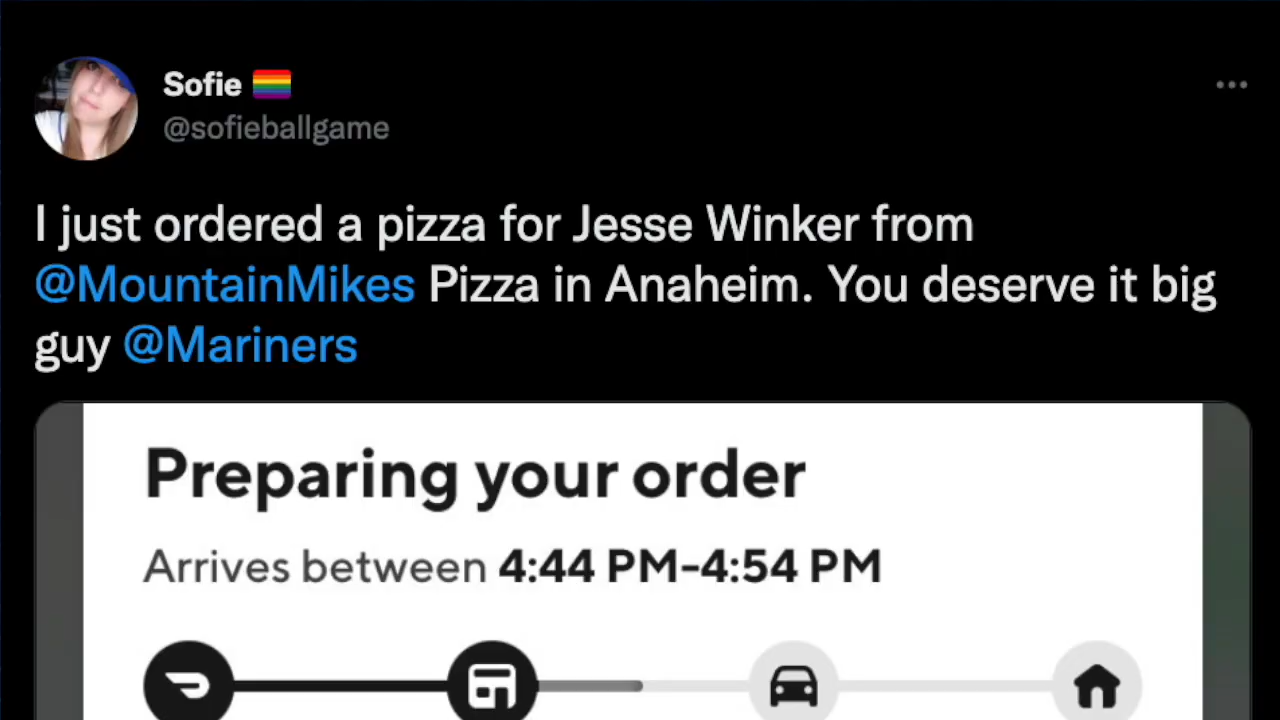 Sofie 🏳️‍🌈
@sofieballgame
I just ordered a pizza for Jesse Winker from
@MountainMikes Pizza in Anaheim. You deserve it big
guy @Mariners
Preparing your order
Arrives between 4:44 PM-4:54 PM